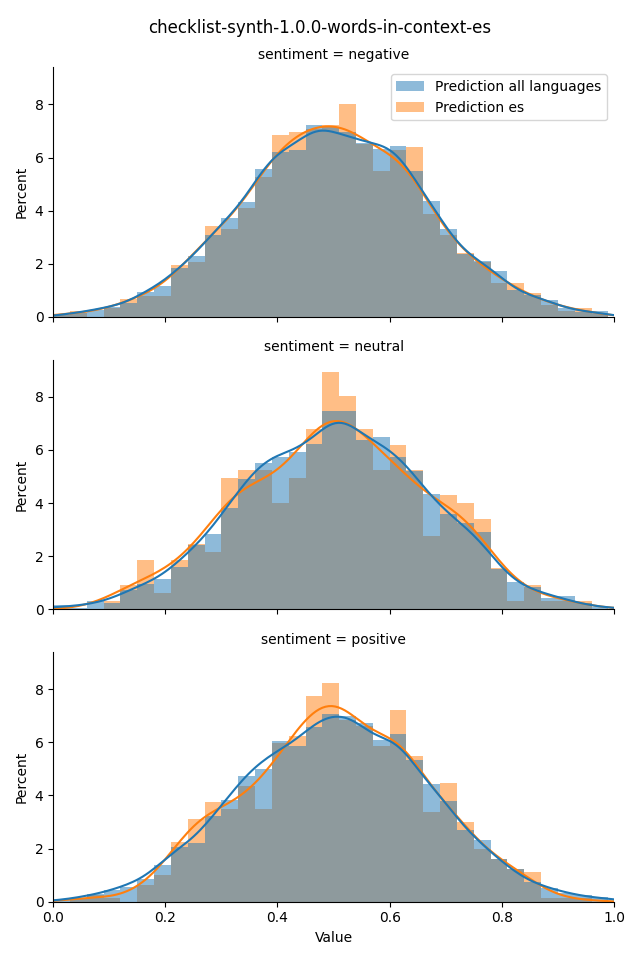 checklist-synth-1.0.0-words-in-context-es
sentiment = negative
Prediction all languages
Prediction es
8
6
4
2
0
Percent
sentiment = neutral
8
6
4
2
0
Percent
sentiment = positive
8
6
4
2
0
Percent
0.0 0.2 0.4 0.6 0.8 1.0
Value